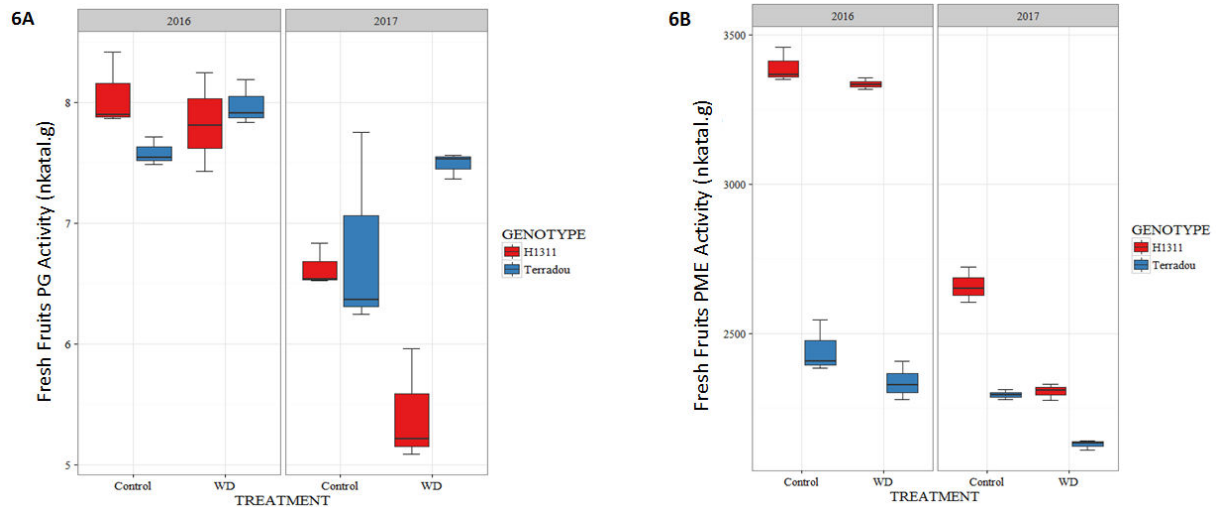 6A
2016
2017
Fresh Fruits PG Activity (nkatal.g)
8
7
6
5
Control
WD
Control
WD
TREATMENT
GENOTYPE
H1311
Terradou
6B
2016
2017
Fresh Fruits PME Activity (nkatal.g)
3500
3000
2500
Control
WD
Control
WD
TREATMENT
GENOTYPE
H1311
Terradou